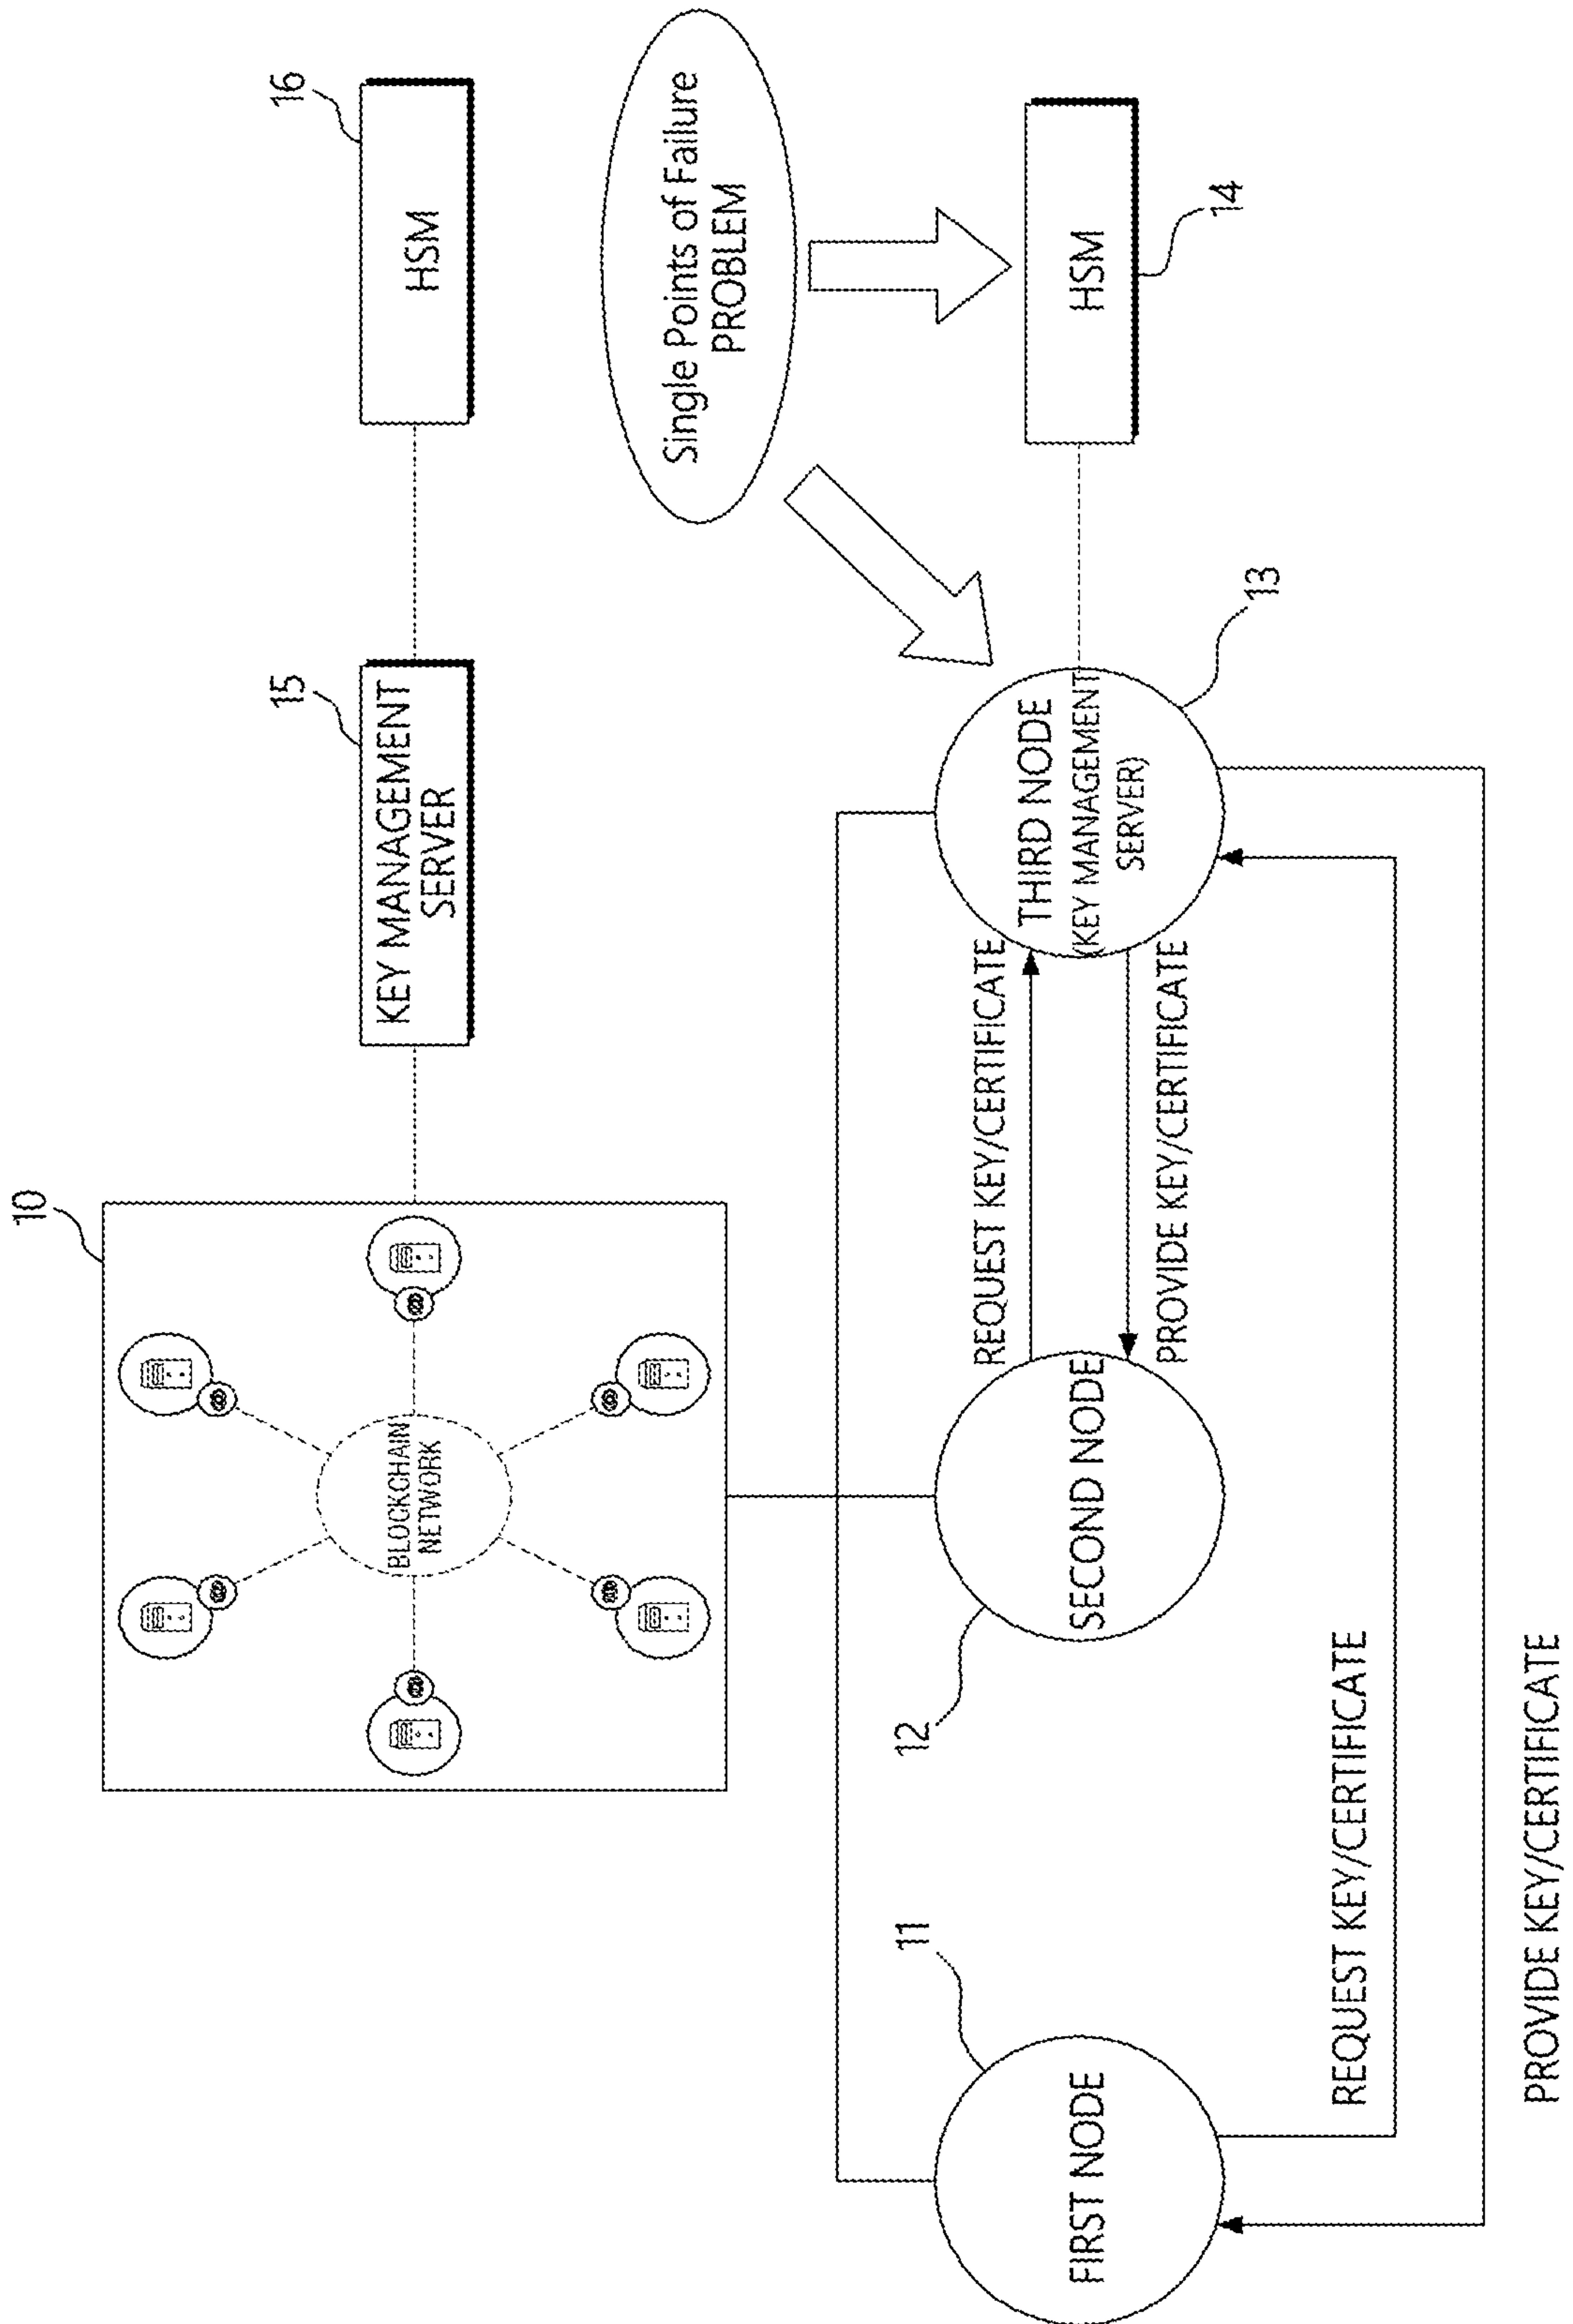 10
BLOCKCHAIN
NETWORK
15
KEY MANAGEMENT
SERVER
16
HSM
Single Points of Failure
PROBLEM
11
FIRST NODE
12
SECOND NODE
REQUEST KEY/CERTIFICATE
PROVIDE KEY/CERTIFICATE
THIRD NODE
(KEY MANAGEMENT
SERVER)
13
HSM
14
REQUEST KEY/CERTIFICATE
PROVIDE KEY/CERTIFICATE